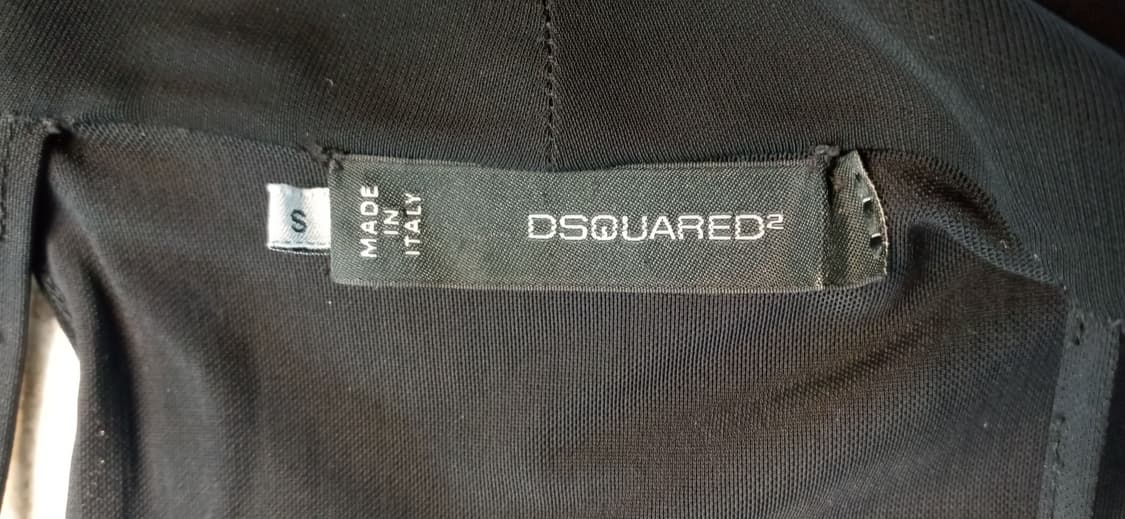 S
MADE
IN
ITALY
DSQUARED²